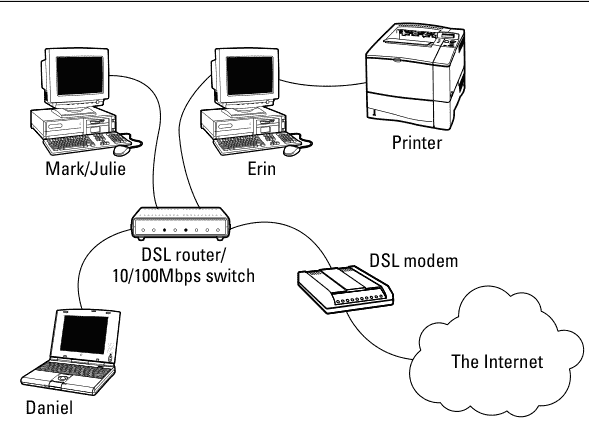 Printer
Mark/Julie
Erin
DSL router/
10/100Mbps switch
DSL modem
The Internet
Daniel